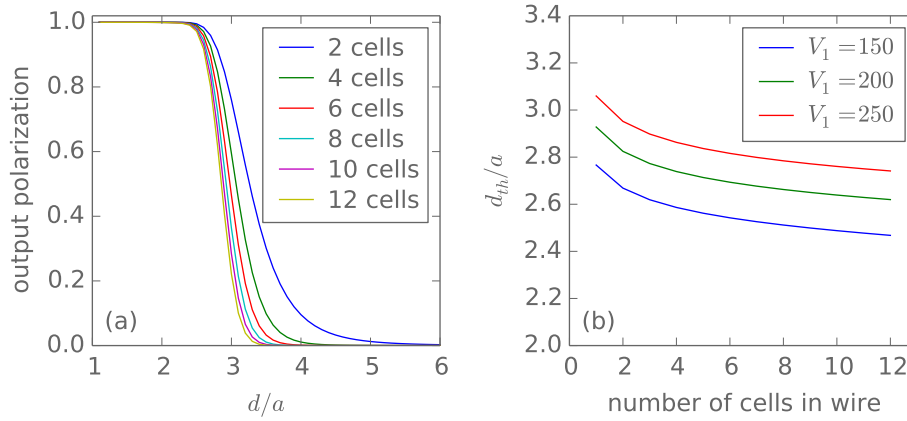 output polarization
1.0
0.8
0.6
0.4
0.2
0.0
2 cells
4 cells
6 cells
8 cells
10 cells
12 cells
(a)
1 2 3 4 5 6
d/a
d_th/a
3.4
3.2
3.0
2.8
2.6
2.4
2.2
2.0
V_1 =150
V_1 =200
V_1 =250
(b)
0 2 4 6 8 10 12
number of cells in wire